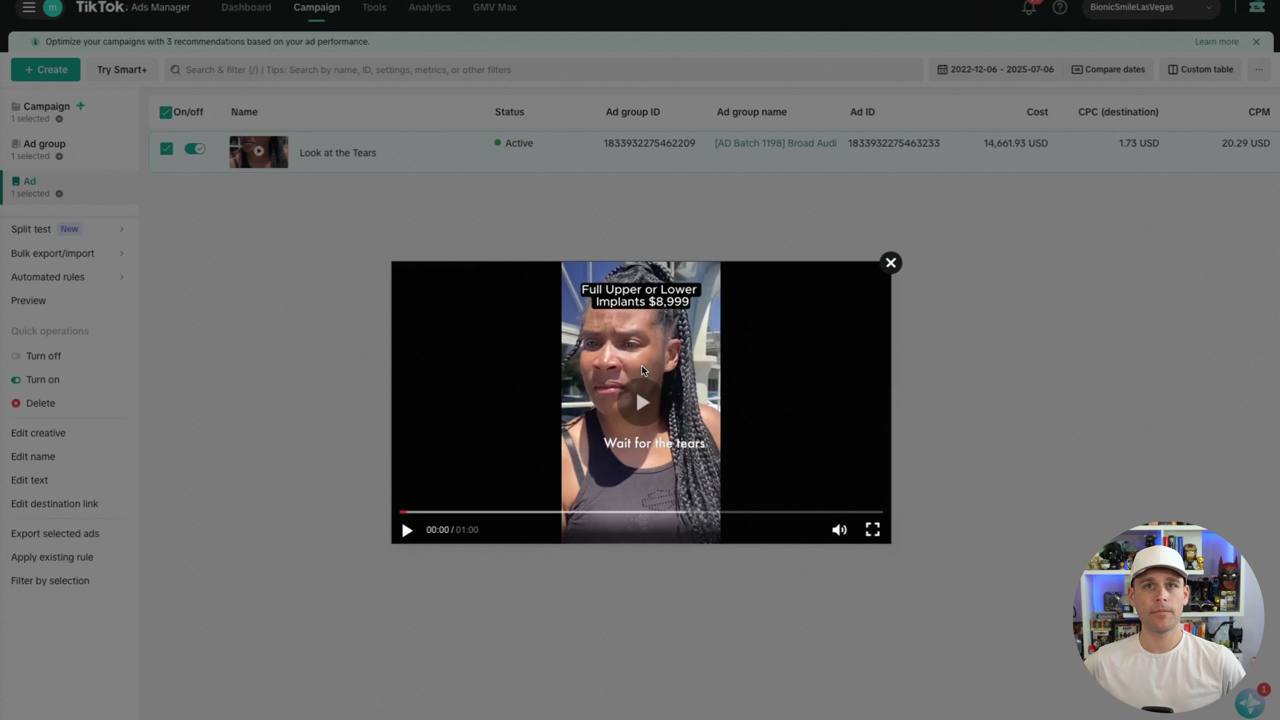 m TikTok: Ads Manager Dashboard Campaign Tools Analytics GMV Max BionicSmileLasVegas
Optimize your campaigns with 3 recommendations based on your ad performance. Learn more
+ Create Try Smart+ Search & filter (/) | Tips: Search by name, ID, settings, metrics, or other filters 2022-12-06 - 2025-07-06 Compare dates Custom table ...
Campaign +
1 selected
Ad group
1 selected
Ad
1 selected
On/off Name Status Ad group ID Ad group name Ad ID Cost CPC (destination) CPM
Look at the Tears Active 1833932275462209 [AD Batch 1198] Broad Audi 1833932275463233 14,661.93 USD 1.73 USD 20.29 USD
Split test New
Bulk export/import
Automated rules
Preview
Quick operations
Turn off
Turn on
Delete
Edit creative
Edit name
Edit text
Edit destination link
Export selected ads
Apply existing rule
Filter by selection
Full Upper or Lower
Implants $8,999
Wait for the tears
00:00 / 01:00
1